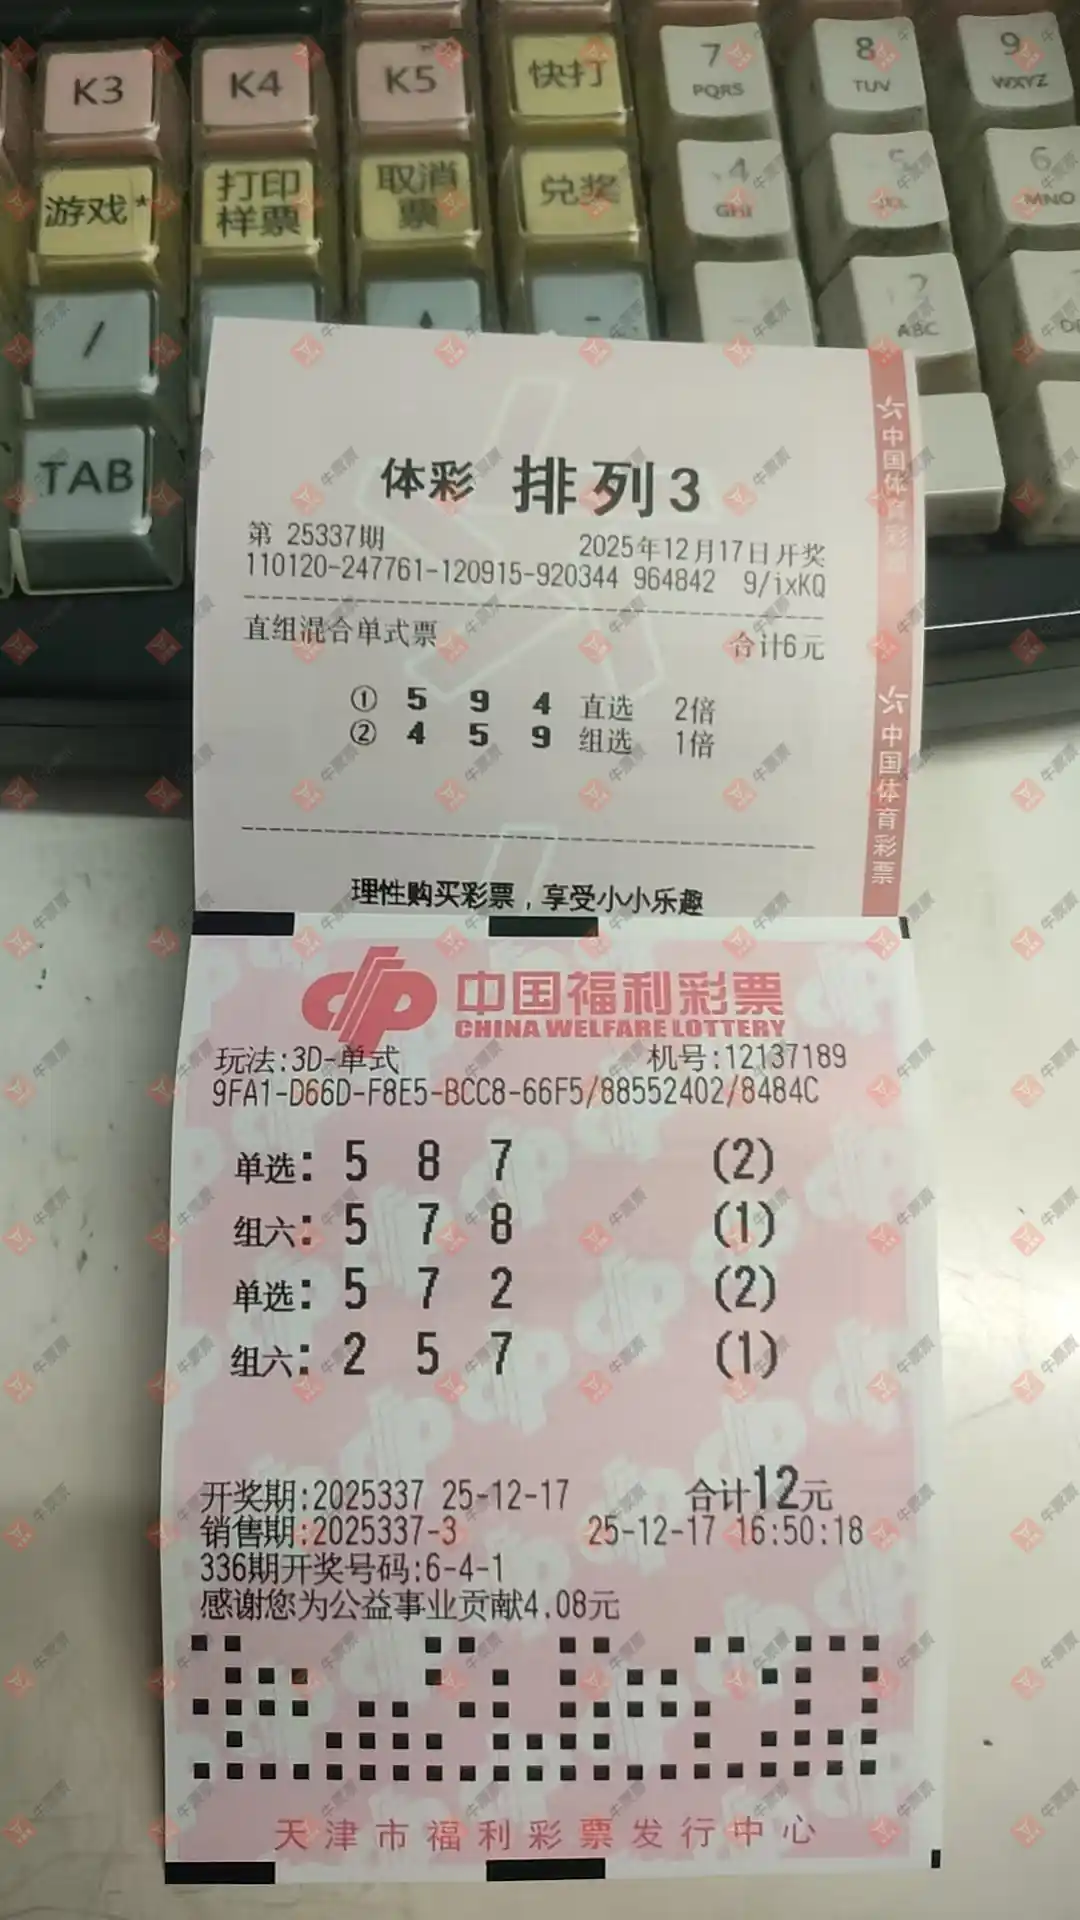 K3 K4 K5 快打 7 PQRS 8 TUV 9 WXYZ
游戏* 打印样票 取消票 兑奖 4 GHI 5 JKL 6 MNO
/ - 2 ABC
TAB
体彩 排列3
第 25337期 2025年12月17日开奖
110120-247761-120915-920344 964842 9/ixKQ
直组混合单式票 合计6元
① 5 9 4 直选 2倍
② 4 5 9 组选 1倍
理性购买彩票，享受小小乐趣
中国体育彩票
中国体育彩票
中国福利彩票
CHINA WELFARE LOTTERY
玩法:3D-单式 机号:12137189
9FA1-D66D-F8E5-BCC8-66F5/88552402/8484C
单选: 5 8 7 (2)
组六: 5 7 8 (1)
单选: 5 7 2 (2)
组六: 2 5 7 (1)
开奖期:2025337 25-12-17 合计12元
销售期:2025337-3 25-12-17 16:50:18
336期开奖号码:6-4-1
感谢您为公益事业贡献4.08元
天津市福利彩票发行中心
牛票票